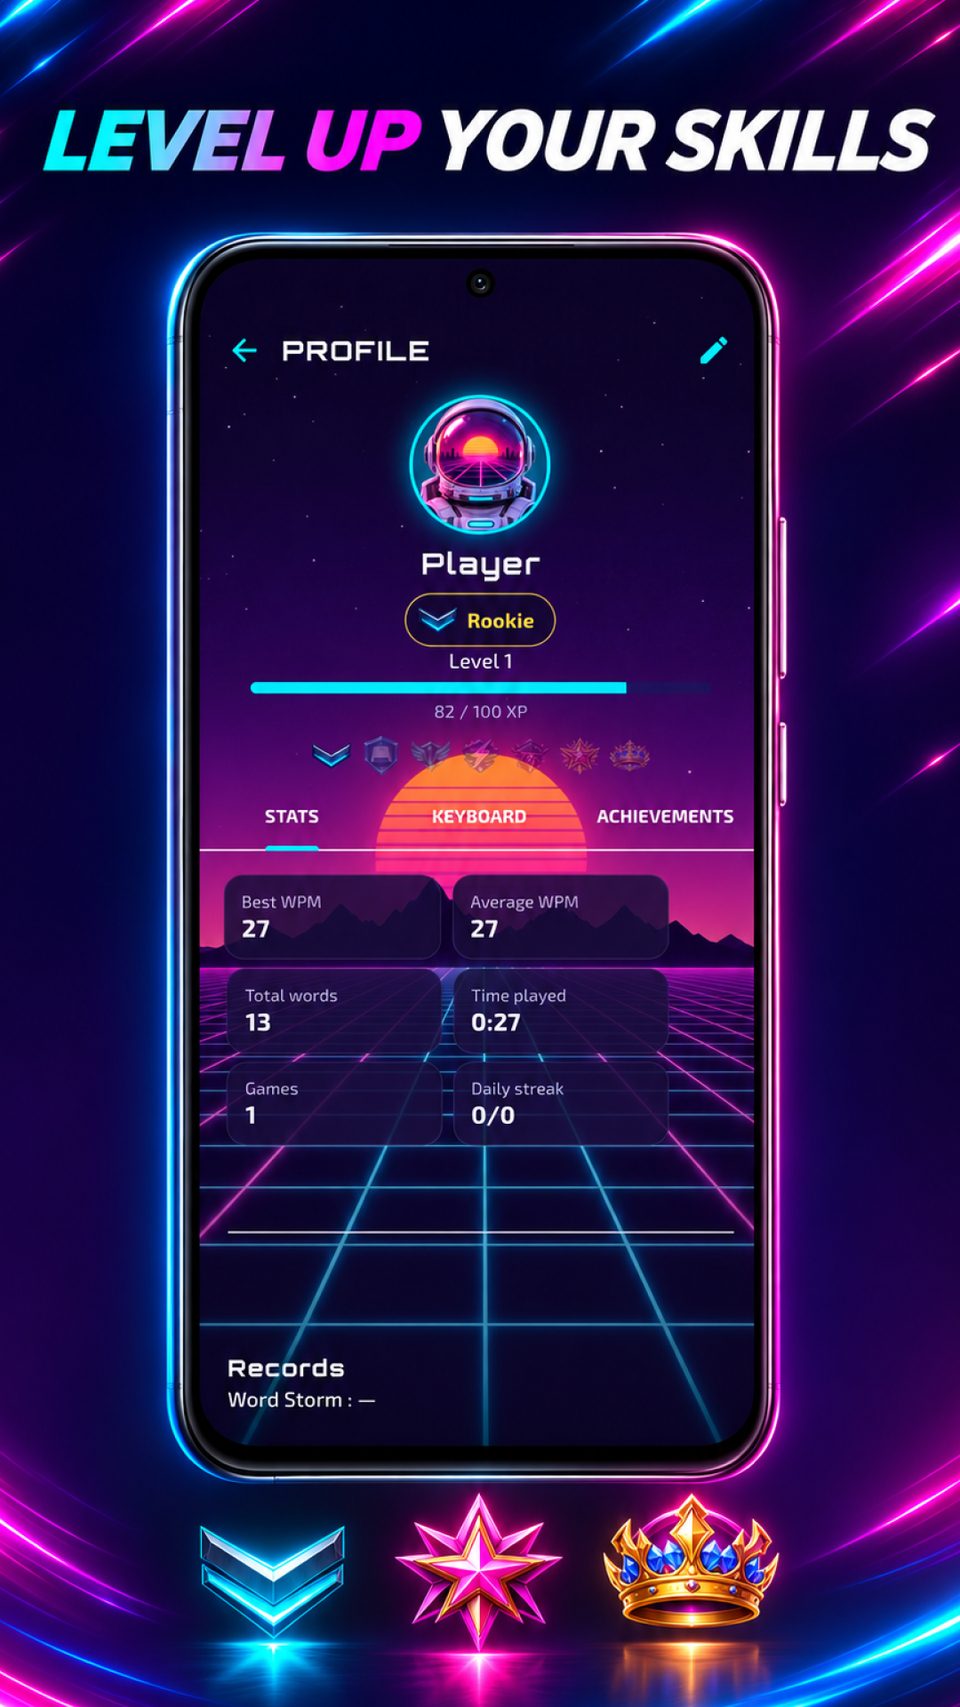 LEVEL UP YOUR SKILLS
PROFILE
Player
Rookie
Level 1
82 / 100 XP
STATS KEYBOARD ACHIEVEMENTS
Best WPM Average WPM
27 27
Total words Time played
13 0:27
Games Daily streak
1 0/0
Records
Word Storm : —